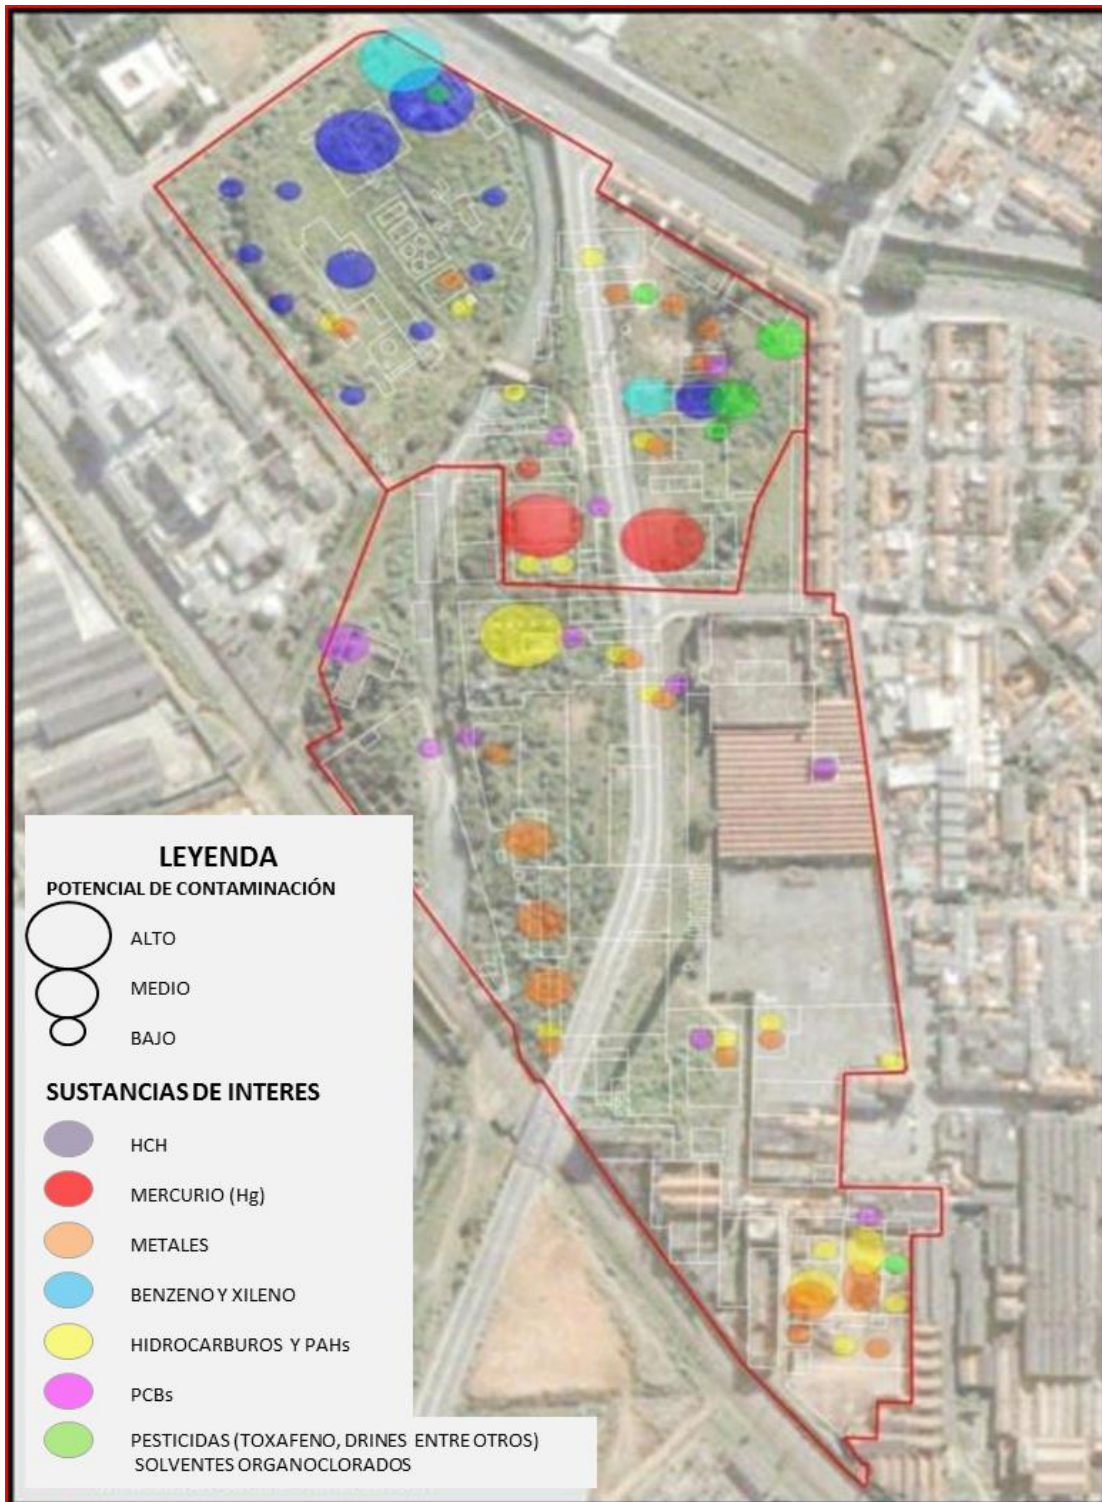 LEYENDA
POTENCIAL DE CONTAMINACIÓN
ALTO
MEDIO
BAJO
SUSTANCIAS DE INTERES
HCH
MERCURIO (Hg)
METALES
BENZENO Y XILENO
HIDROCARBUROS Y PAHs
PCBs
PESTICIDAS (TOXAFENO, DRINES ENTRE OTROS)
SOLVENTES ORGANOCLORADOS